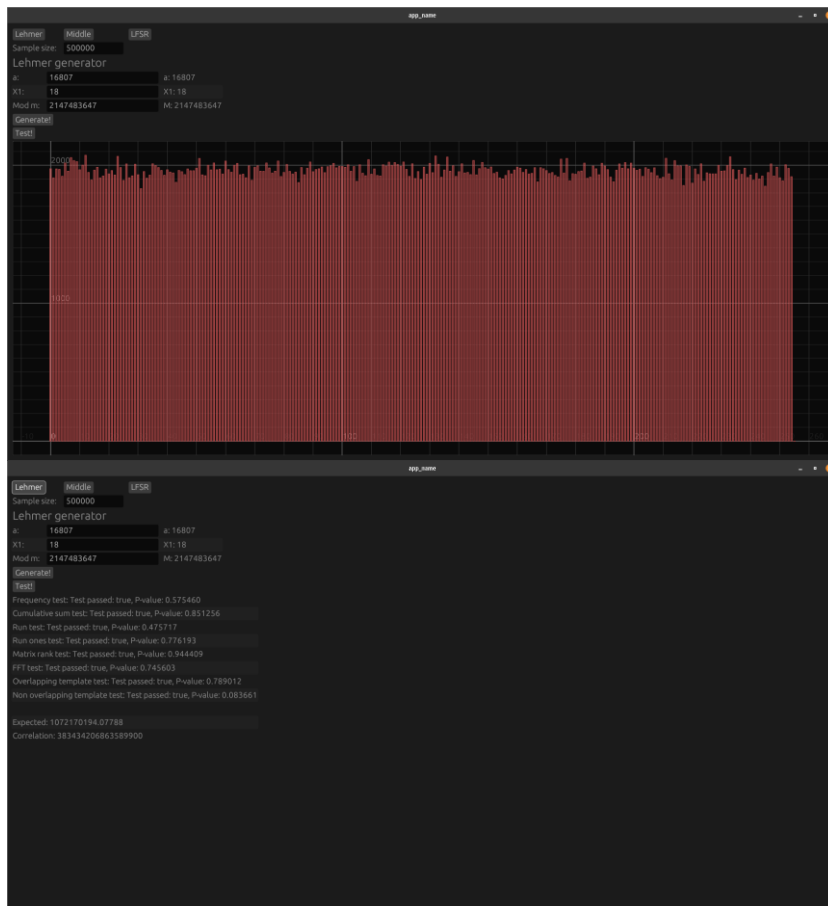 app_name
Lehmer Middle LFSR
Sample size: 500000
Lehmer generator
a: 16807 a: 16807
X1: 18 X1: 18
Mod m: 2147483647 M: 2147483647
Generate!
Test!
2000
1000
0 100 200
app_name
Lehmer Middle LFSR
Sample size: 500000
Lehmer generator
a: 16807 a: 16807
X1: 18 X1: 18
Mod m: 2147483647 M: 2147483647
Generate!
Test!
Frequency test: Test passed: true, P-value: 0.575460
Cumulative sum test: Test passed: true, P-value: 0.851256
Run test: Test passed: true, P-value: 0.475717
Run ones test: Test passed: true, P-value: 0.776193
Matrix rank test: Test passed: true, P-value: 0.944409
FFT test: Test passed: true, P-value: 0.745603
Overlapping template test: Test passed: true, P-value: 0.789012
Non overlapping template test: Test passed: true, P-value: 0.083661
Expected: 1072170194.07788
Correlation: 383434206863589900